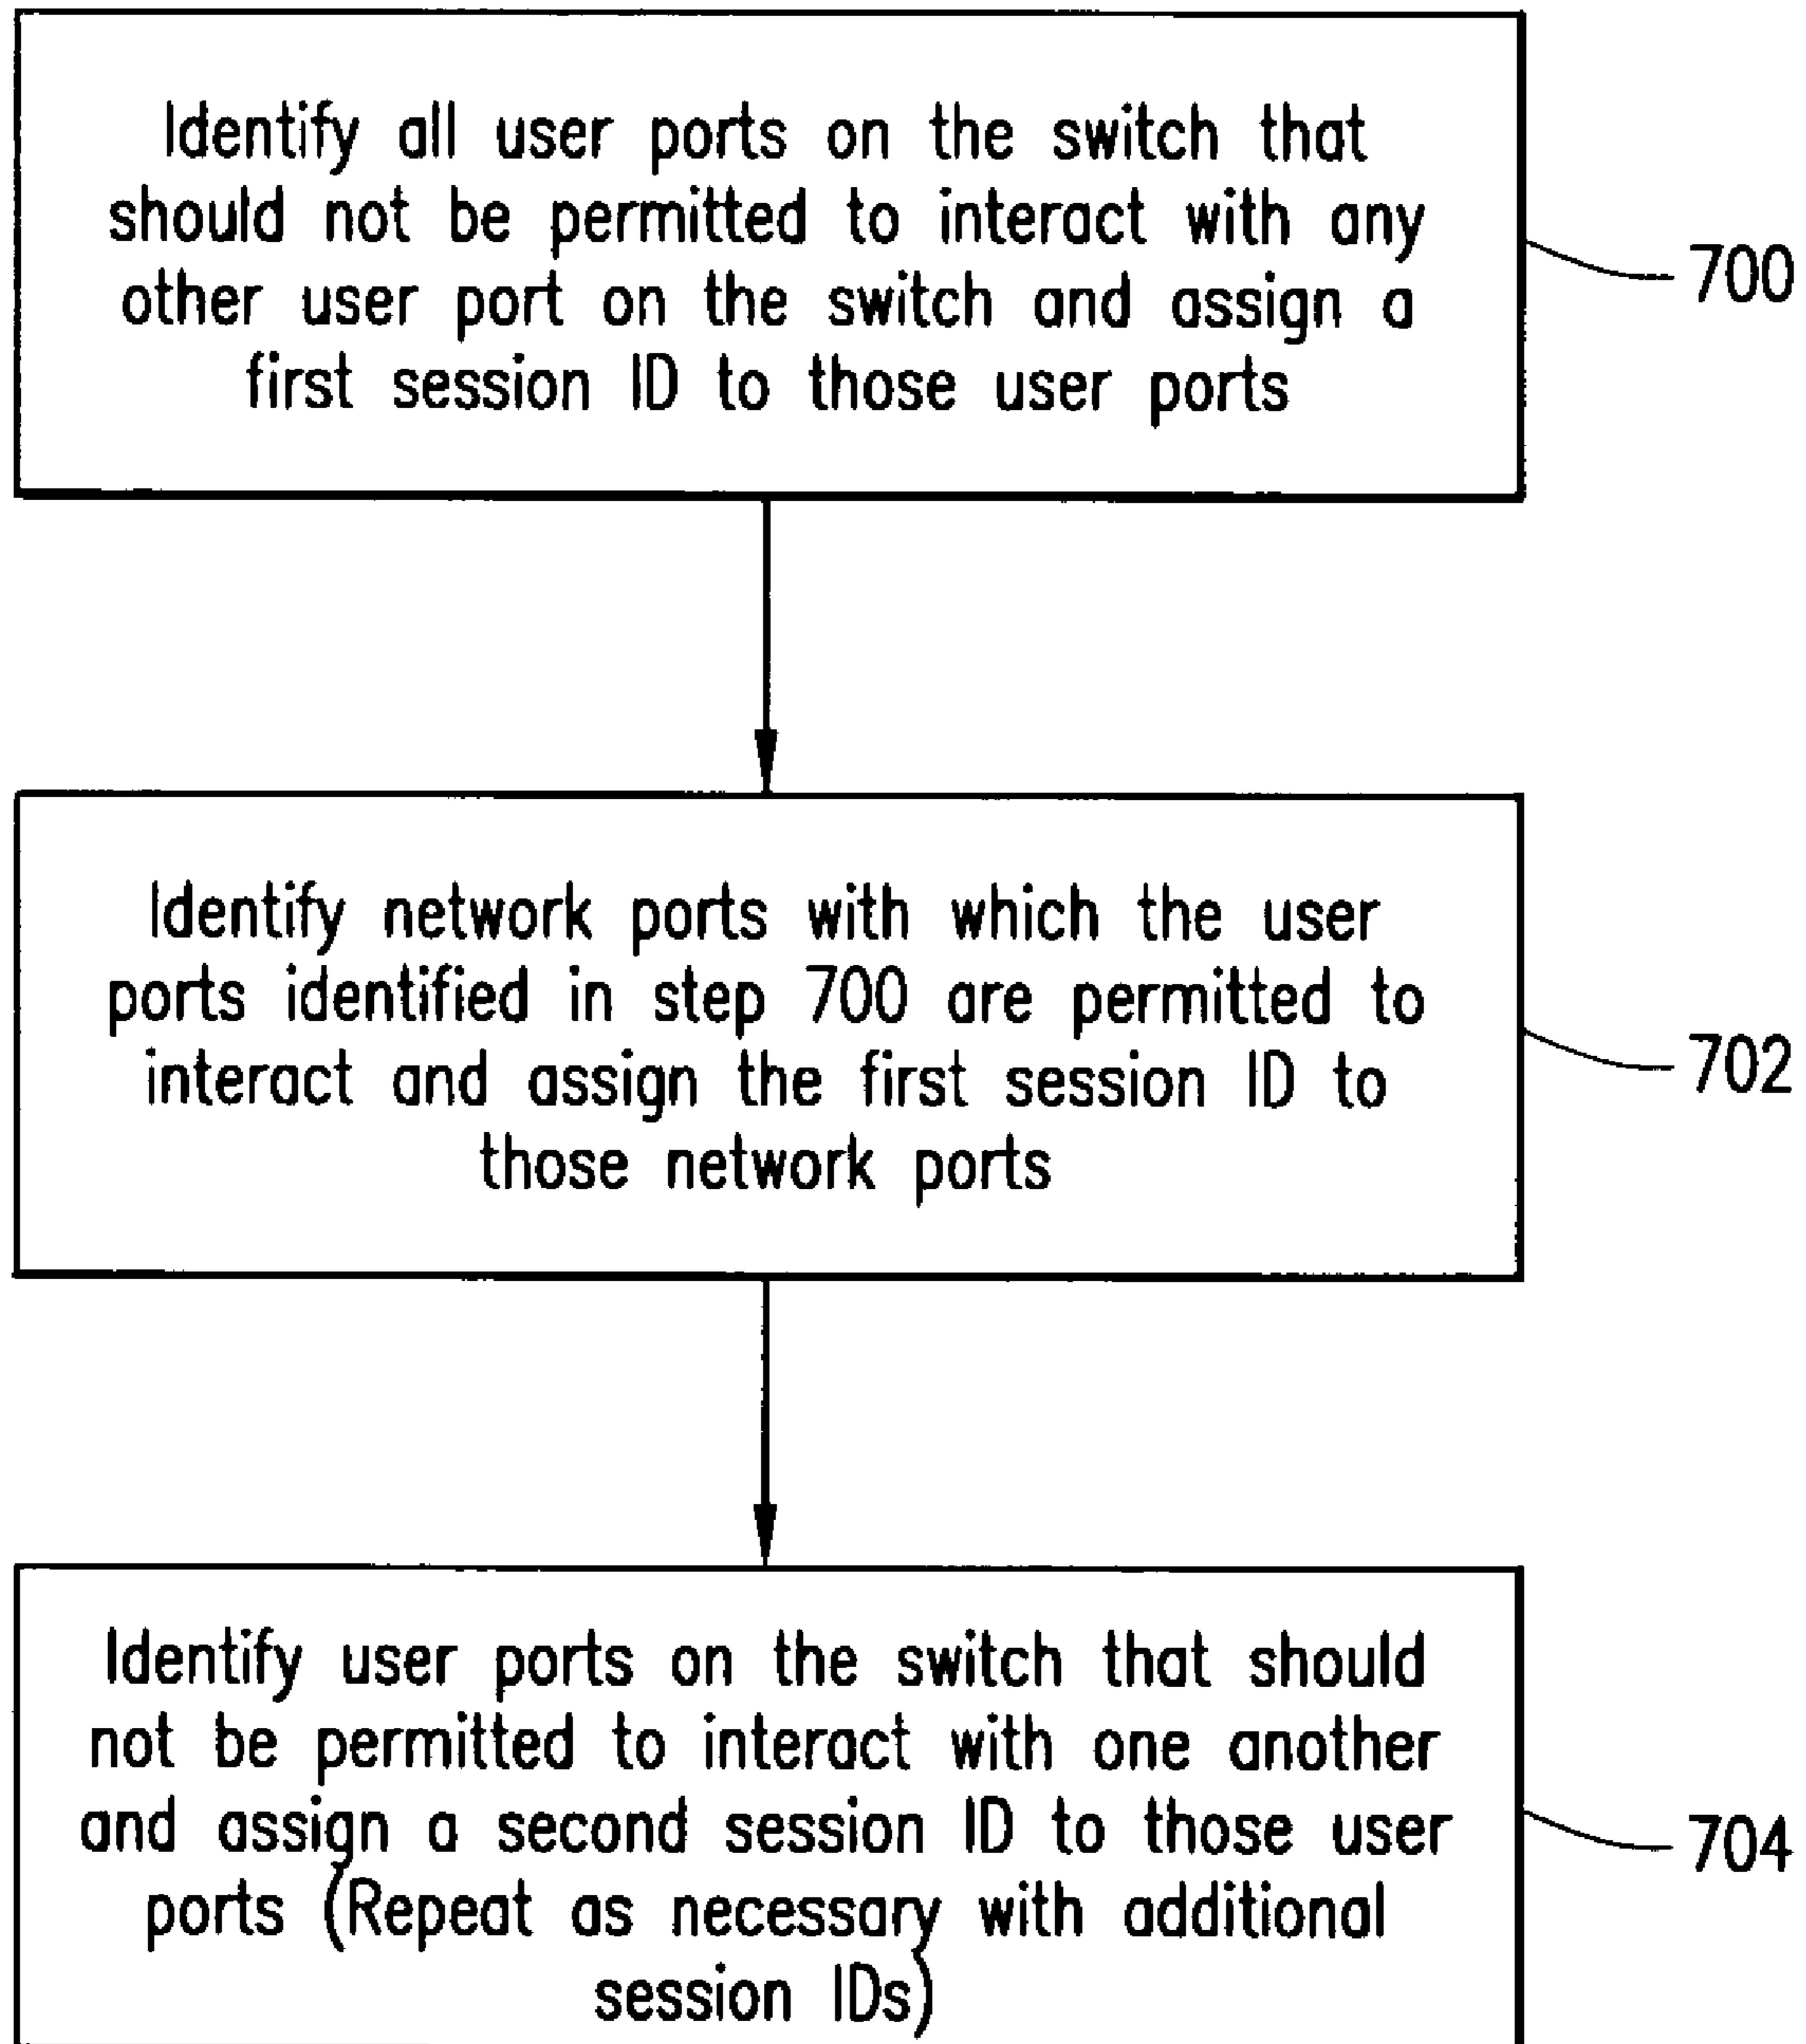 Identify all user ports on the switch that
should not be permitted to interact with any
other user port on the switch and assign a
first session ID to those user ports
700
Identify network ports with which the user
ports identified in step 700 are permitted to
interact and assign the first session ID to
those network ports
702
Identify user ports on the switch that should
not be permitted to interact with one another
and assign a second session ID to those user
ports (Repeat as necessary with additional
session IDs)
704